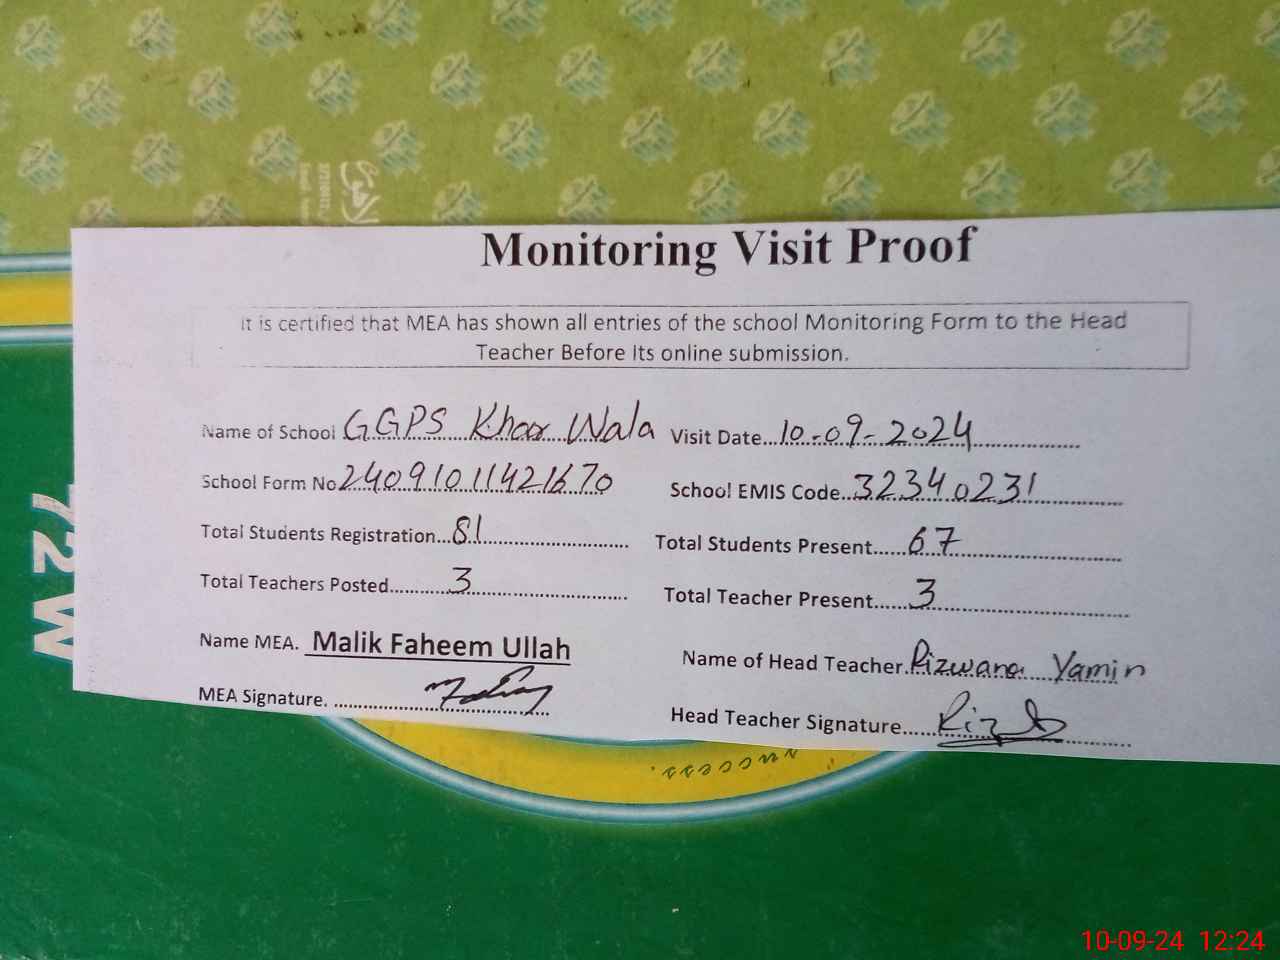 Monitoring Visit Proof
It is certified that MEA has shown all entries of the school Monitoring Form to the Head
Teacher Before Its online submission.
Name of School GGPS Khar Wala Visit Date...10-09-2024
School Form No 24091011421670 School EMIS Code..32340231
Total Students Registration...81 Total Students Present.....67
Total Teachers Posted.....3 Total Teacher Present.....3
Name MEA. Malik Faheem Ullah Name of Head Teacher.Rizwana Yamin
MEA Signature. Head Teacher Signature.....
72W
success.
10-09-24 12:24